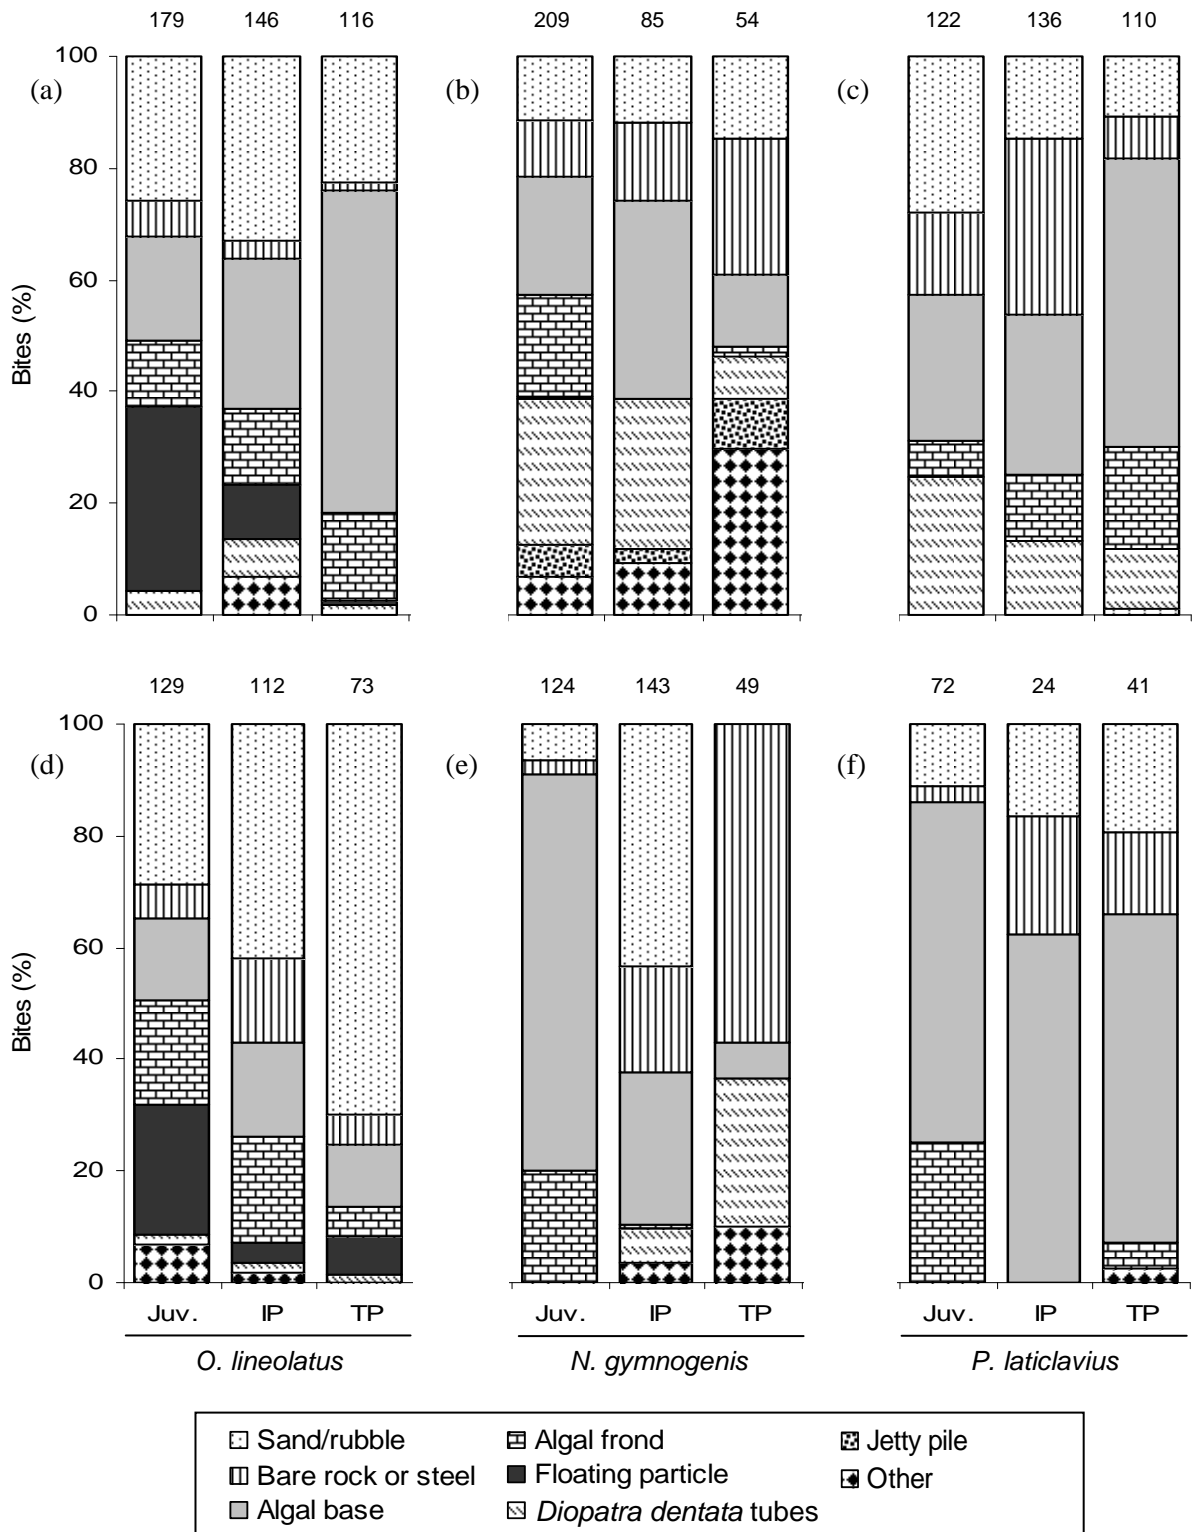 179 146 116 209 85 54 122 136 110
100
(a) (b) (c)
80
60
Bites (%)
40
20
0
129 112 73 124 143 49 72 24 41
100
(d) (e) (f)
80
60
Bites (%)
40
20
0
Juv. IP TP Juv. IP TP Juv. IP TP
O. lineolatus N. gymnogenis P. laticlavius
Sand/rubble Algal frond Jetty pile
Bare rock or steel Floating particle Other
Algal base Diopatra dentata tubes